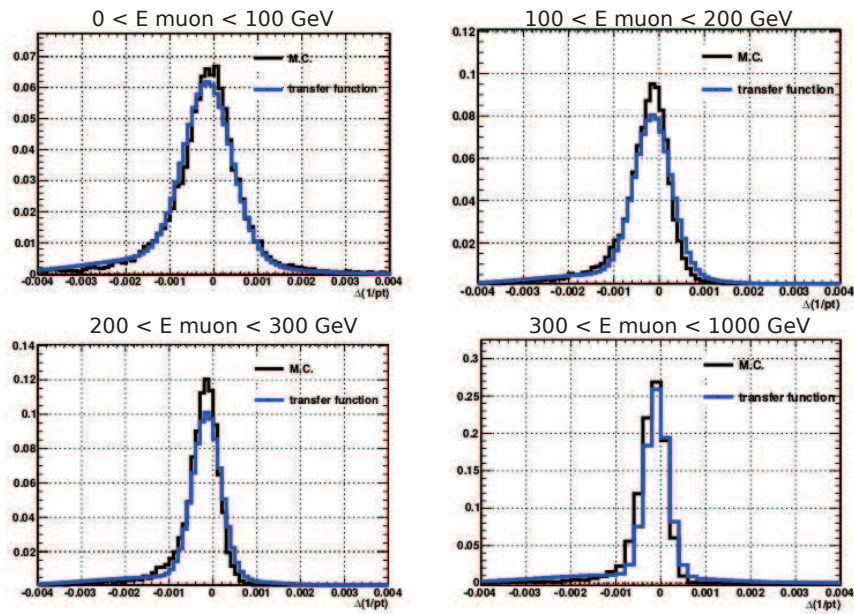 0 < E muon < 100 GeV
0.07
0.06
0.05
0.04
0.03
0.02
0.01
0
M.C.
transfer function
-0.004 -0.003 -0.002 -0.001 0 0.001 0.002 0.003 0.004
Δ(1/pt)
100 < E muon < 200 GeV
0.12
0.1
0.08
0.06
0.04
0.02
M.C.
transfer function
-0.004 -0.003 -0.002 -0.001 0 0.001 0.002 0.003 0.004
Δ(1/pt)
200 < E muon < 300 GeV
0.14
0.12
0.1
0.08
0.06
0.04
0.02
M.C.
transfer function
-0.004 -0.003 -0.002 -0.001 0 0.001 0.002 0.003 0.004
Δ(1/pt)
300 < E muon < 1000 GeV
0.3
0.25
0.2
0.15
0.1
0.05
0
M.C.
transfer function
-0.004 -0.003 -0.002 -0.001 0 0.001 0.002 0.003 0.004
Δ(1/pt)